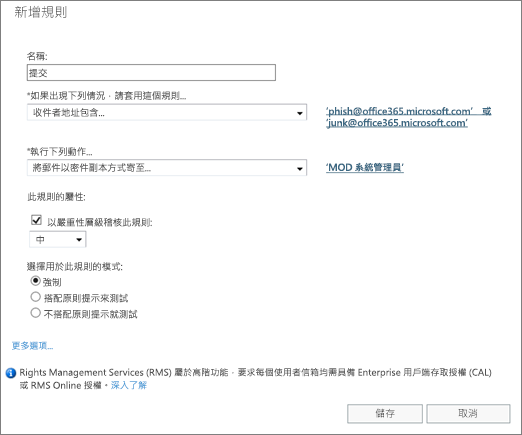 新增規則
名稱:
提交
*如果出現下列情況，請套用這個規則...
收件者地址包含...
'phish@office365.microsoft.com' 或
'junk@office365.microsoft.com'
*執行下列動作...
將郵件以密件副本方式寄至...
'MOD 系統管理員'
此規則的屬性:
以嚴重性層級稽核此規則:
中
選擇用於此規則的模式:
強制
搭配原則提示來測試
不搭配原則提示就測試
更多選項...
Rights Management Services (RMS) 屬於高階功能，要求每個使用者信箱均需具備 Enterprise 用戶端存取授權 (CAL)
或 RMS Online 授權。深入了解
儲存
取消